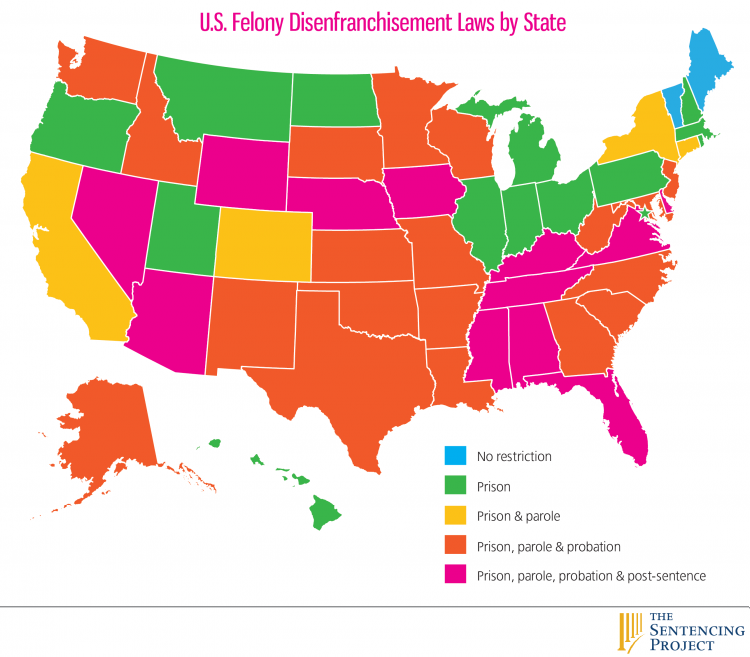 U.S. Felony Disenfranchisement Laws by State
No restriction
Prison
Prison & parole
Prison, parole & probation
Prison, parole, probation & post-sentence
THE
SENTENCING
PROJECT